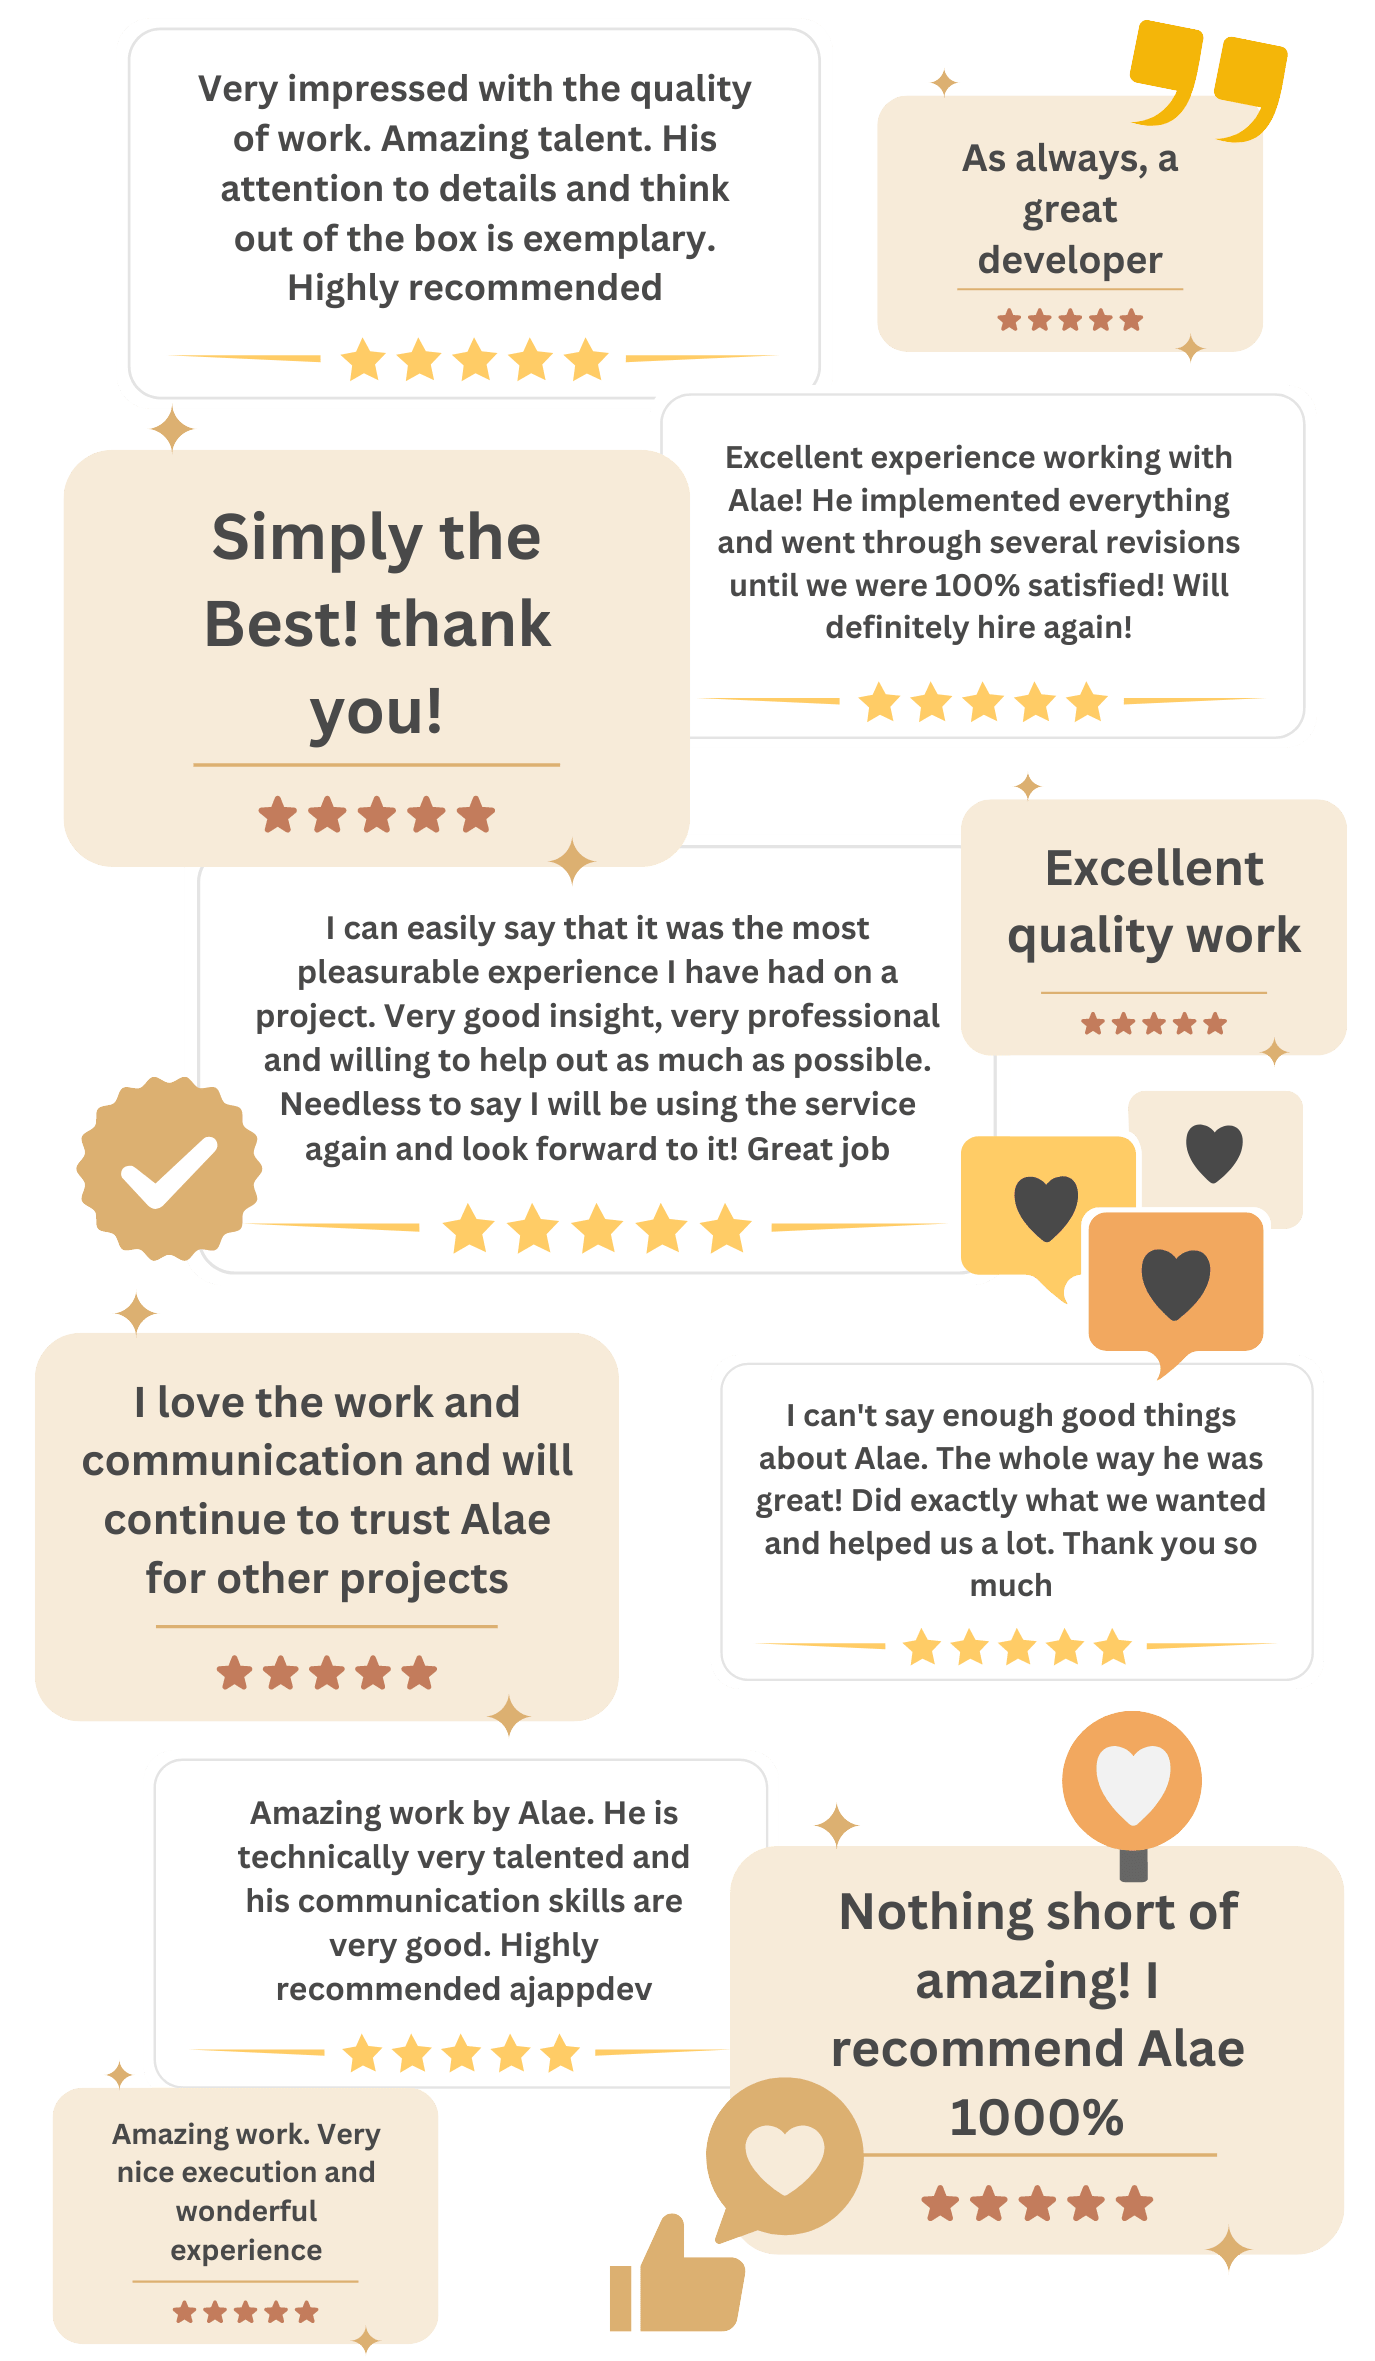 Very impressed with the quality
of work. Amazing talent. His
attention to details and think
out of the box is exemplary.
Highly recommended
As always, a
great
developer
Simply the
Best! thank
you!
Excellent experience working with
Alae! He implemented everything
and went through several revisions
until we were 100% satisfied! Will
definitely hire again!
Excellent
quality work
I can easily say that it was the most
pleasurable experience I have had on a
project. Very good insight, very professional
and willing to help out as much as possible.
Needless to say I will be using the service
again and look forward to it! Great job
I love the work and
communication and will
continue to trust Alae
for other projects
I can't say enough good things
about Alae. The whole way he was
great! Did exactly what we wanted
and helped us a lot. Thank you so
much
Amazing work by Alae. He is
technically very talented and
his communication skills are
very good. Highly
recommended ajappdev
Nothing short of
amazing! I
recommend Alae
1000%
Amazing work. Very
nice execution and
wonderful
experience